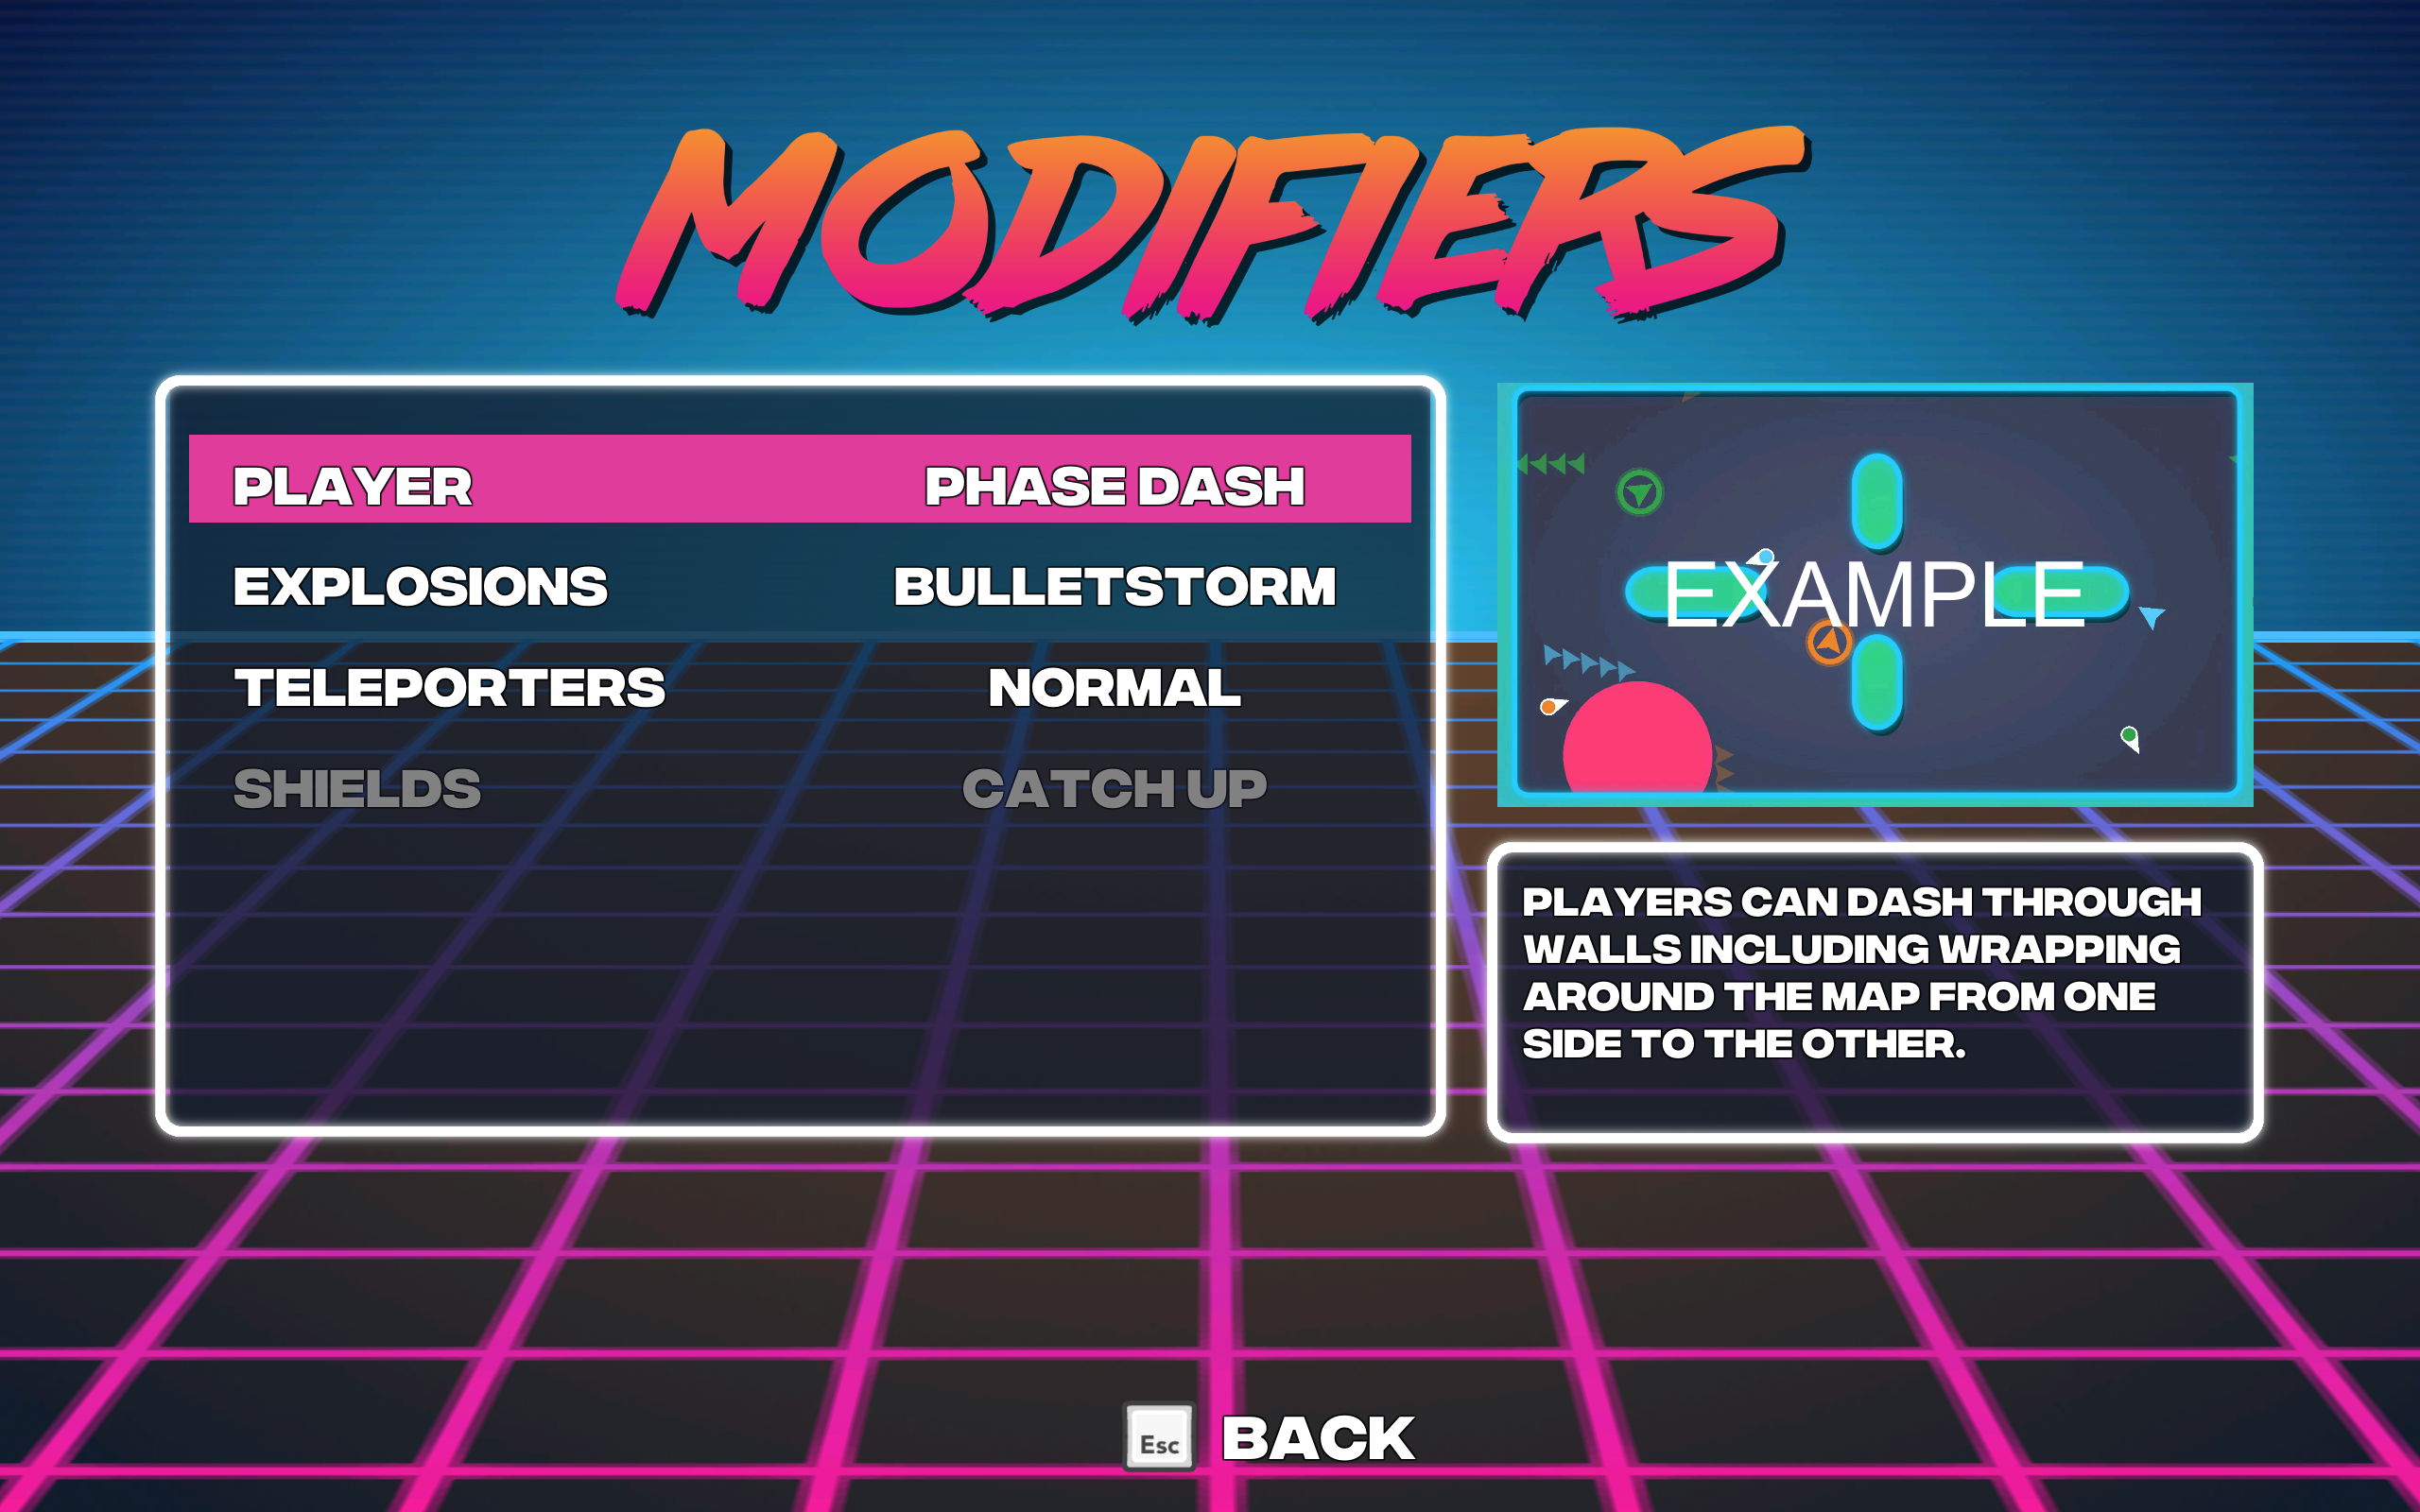 MODIFIERS
PLAYER PHASE DASH
EXPLOSIONS BULLETSTORM
TELEPORTERS NORMAL
SHIELDS CATCH UP
EXAMPLE
PLAYERS CAN DASH THROUGH
WALLS INCLUDING WRAPPING
AROUND THE MAP FROM ONE
SIDE TO THE OTHER.
Esc BACK